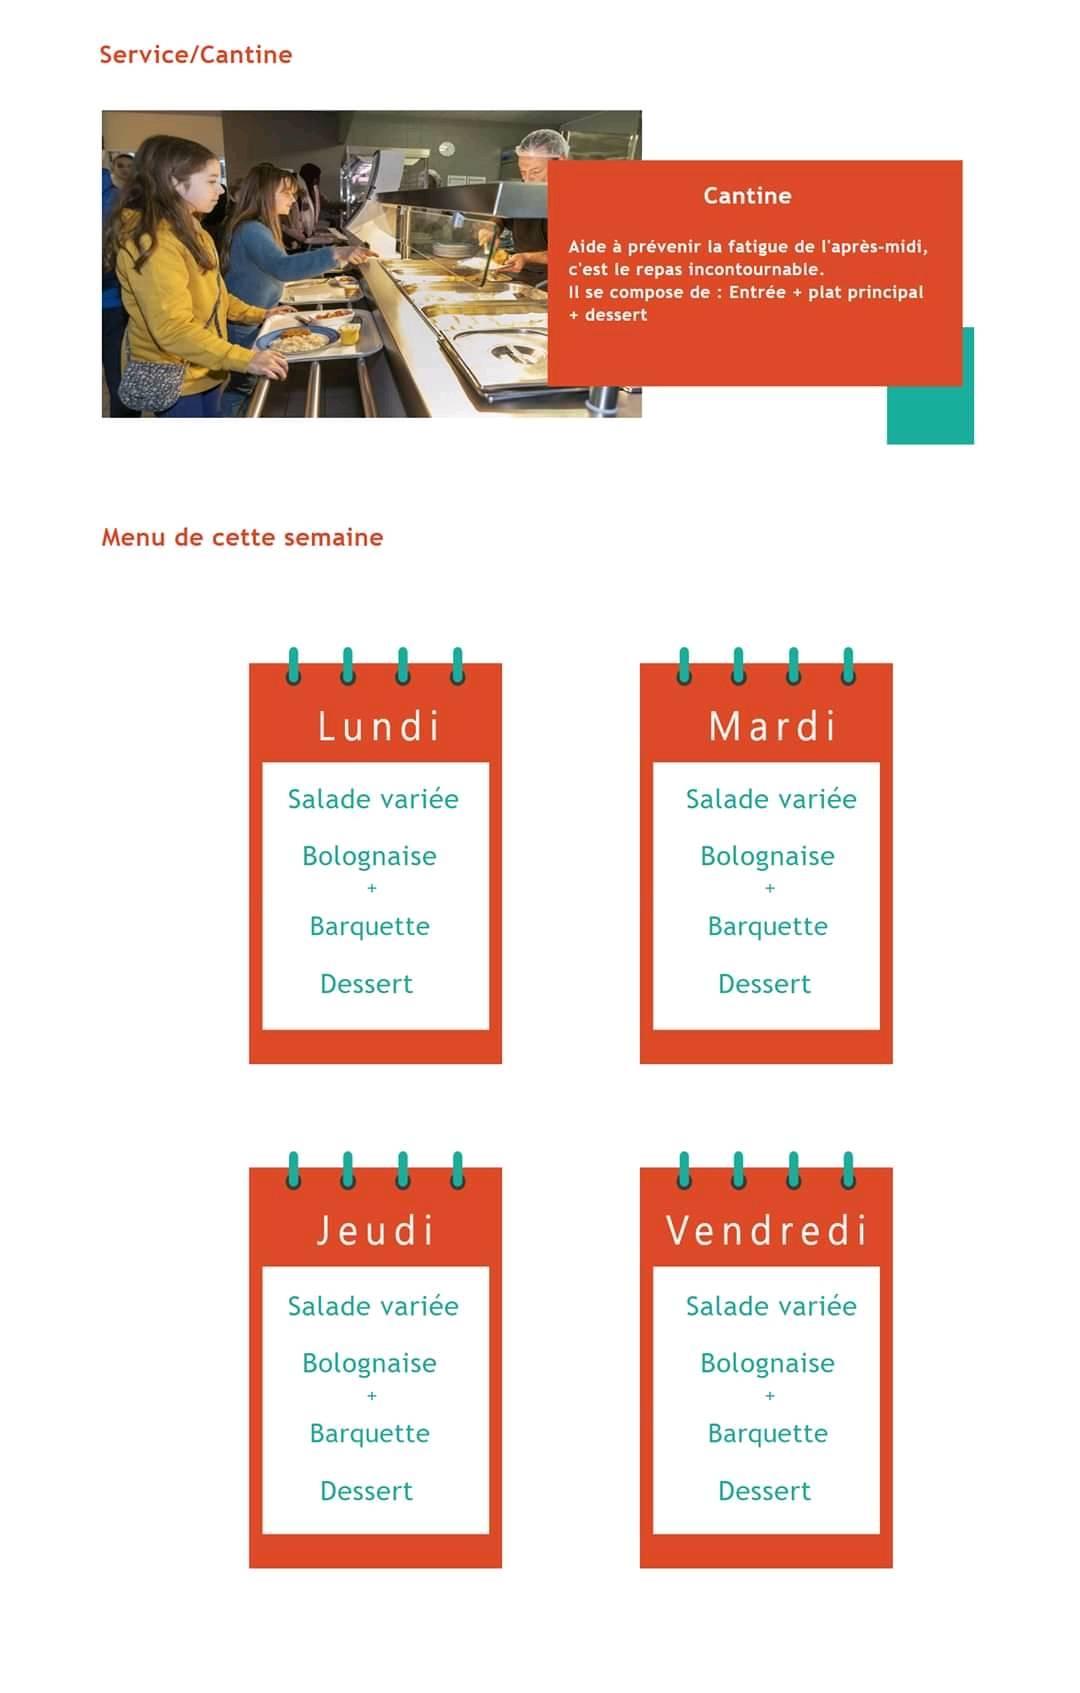 Service/Cantine
Cantine
Aide à prévenir la fatigue de l'après-midi,
c'est le repas incontournable.
Il se compose de : Entrée + plat principal
+ dessert
Menu de cette semaine
Lundi
Salade variée
Bolognaise
+
Barquette
Dessert
Mardi
Salade variée
Bolognaise
+
Barquette
Dessert
Jeudi
Salade variée
Bolognaise
+
Barquette
Dessert
Vendredi
Salade variée
Bolognaise
+
Barquette
Dessert